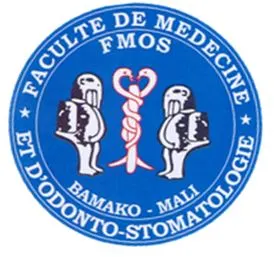 FACULTE DE MEDECINE
FMOS
ET D'ODONTO-STOMATOLOGIE
BAMAKO - MALI